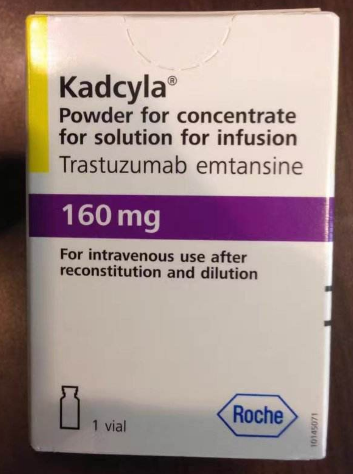 Kadcyla®
Powder for concentrate
for solution for infusion
Trastuzumab emtansine
160 mg
For intravenous use after
reconstitution and dilution
1 vial
Roche
10145071